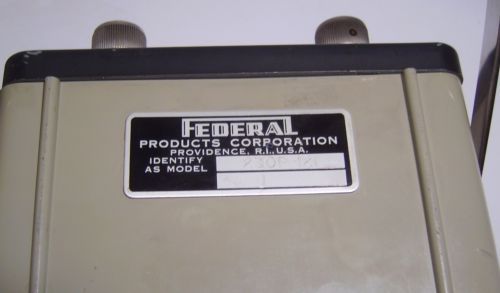 FEDERAL
PRODUCTS CORPORATION
PROVIDENCE, R.I., U.S.A.
IDENTIFY
AS MODEL